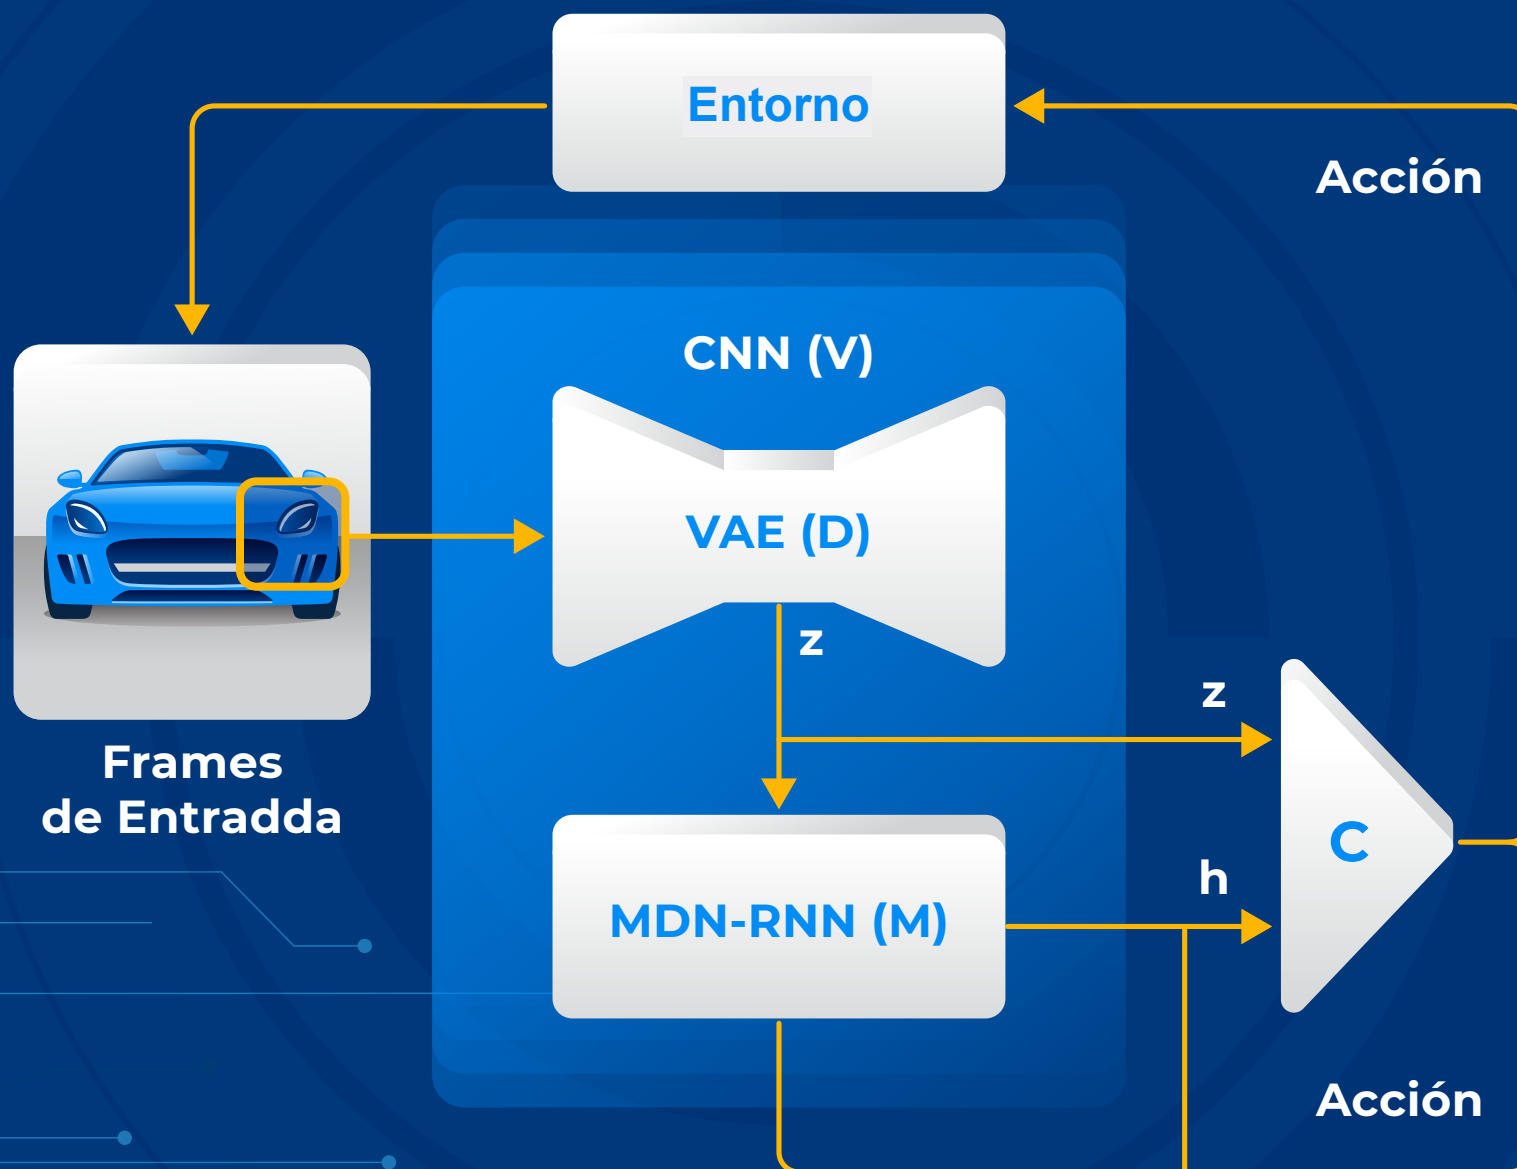 Entorno
Acción
CNN (V)
VAE (D)
z
z
Frames
de Entradda
C
h
MDN-RNN (M)
Acción